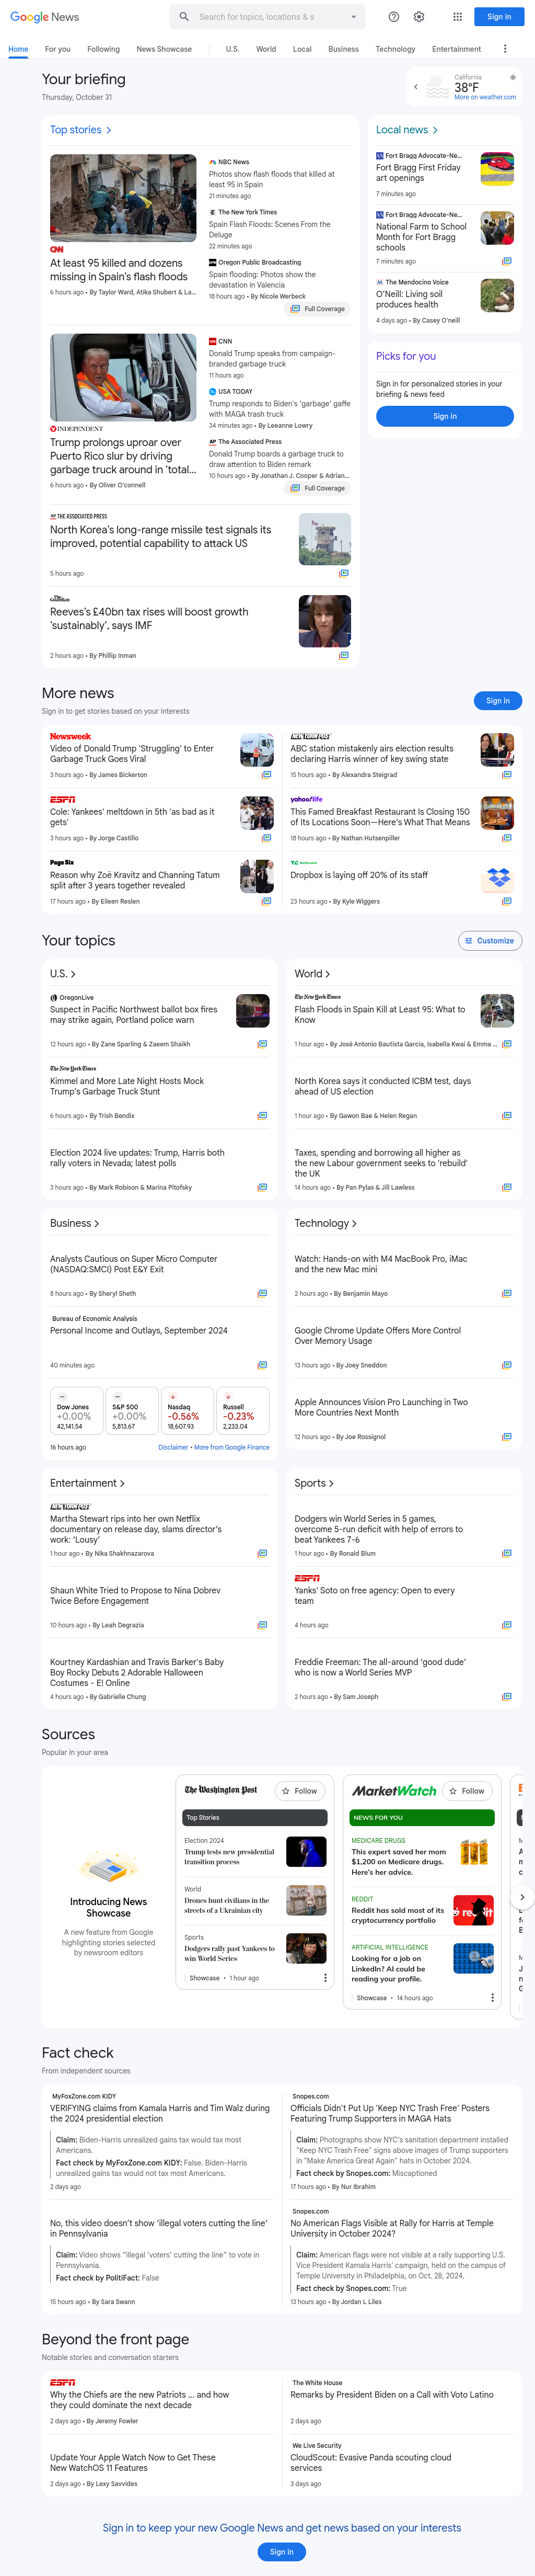 Google News
Search for topics, locations & s
Sign in
Home
For you
Following
News Showcase
U.S.
World
Local
Business
Technology
Entertainment
Your briefing
Thursday, October 31
California
38°F
More on weather.com
Top stories
CNN
At least 95 killed and dozens
missing in Spain's flash floods
6 hours ago • By Taylor Ward, Atika Shubert & La...
NBC News
Photos show flash floods that killed at
least 95 in Spain
21 minutes ago
The New York Times
Spain Flash Floods: Scenes From the
Deluge
22 minutes ago
Oregon Public Broadcasting
Spain flooding: Photos show the
devastation in Valencia
18 hours ago • By Nicole Werbeck
Full Coverage
INDEPENDENT
Trump prolongs uproar over
Puerto Rico slur by driving
garbage truck around in 'total...
6 hours ago • By Oliver O'connell
CNN
Donald Trump speaks from campaign-
branded garbage truck
11 hours ago
USA TODAY
Trump responds to Biden's 'garbage' gaffe
with MAGA trash truck
34 minutes ago • By Leeanne Lowry
The Associated Press
Donald Trump boards a garbage truck to
draw attention to Biden remark
10 hours ago • By Jonathan J. Cooper & Adrian...
Full Coverage
AP THE ASSOCIATED PRESS
North Korea's long-range missile test signals its
improved, potential capability to attack US
5 hours ago
The Guardian
Reeves's £40bn tax rises will boost growth
'sustainably', says IMF
2 hours ago • By Phillip Inman
Local news
Fort Bragg Advocate-Ne...
Fort Bragg First Friday
art openings
7 minutes ago
Fort Bragg Advocate-Ne...
National Farm to School
Month for Fort Bragg
schools
7 minutes ago
The Mendocino Voice
O'Neill: Living soil
produces health
4 days ago • By Casey O'neill
Picks for you
Sign in for personalized stories in your
briefing & news feed
Sign in
More news
Sign in to get stories based on your interests
Sign in
Newsweek
Video of Donald Trump 'Struggling' to Enter
Garbage Truck Goes Viral
3 hours ago • By James Bickerton
ESPN
Cole: Yankees' meltdown in 5th 'as bad as it
gets'
3 hours ago • By Jorge Castillo
Page Six
Reason why Zoë Kravitz and Channing Tatum
split after 3 years together revealed
17 hours ago • By Eileen Reslen
NEW YORK POST
ABC station mistakenly airs election results
declaring Harris winner of key swing state
15 hours ago • By Alexandra Steigrad
yahoo!life
This Famed Breakfast Restaurant Is Closing 150
of Its Locations Soon—Here's What That Means
18 hours ago • By Nathan Hutsenpiller
TechCrunch
Dropbox is laying off 20% of its staff
23 hours ago • By Kyle Wiggers
Your topics
Customize
U.S.
OregonLive
Suspect in Pacific Northwest ballot box fires
may strike again, Portland police warn
12 hours ago • By Zane Sparling & Zaeem Shaikh
The New York Times
Kimmel and More Late Night Hosts Mock
Trump's Garbage Truck Stunt
6 hours ago • By Trish Bendix
Election 2024 live updates: Trump, Harris both
rally voters in Nevada; latest polls
3 hours ago • By Mark Robison & Marina Pitofsky
World
The New York Times
Flash Floods in Spain Kill at Least 95: What to
Know
1 hour ago • By José Antonio Bautista García, Isabella Kwai & Emma ...
North Korea says it conducted ICBM test, days
ahead of US election
1 hour ago • By Gawon Bae & Helen Regan
Taxes, spending and borrowing all higher as
the new Labour government seeks to 'rebuild'
the UK
14 hours ago • By Pan Pylas & Jill Lawless
Business
Analysts Cautious on Super Micro Computer
(NASDAQ:SMCI) Post E&Y Exit
8 hours ago • By Sheryl Sheth
Bureau of Economic Analysis
Personal Income and Outlays, September 2024
40 minutes ago
Dow Jones
+0.00%
42,141.54
S&P 500
+0.00%
5,813.67
Nasdaq
-0.56%
18,607.93
Russell
-0.23%
2,233.04
16 hours ago
Disclaimer • More from Google Finance
Technology
Watch: Hands-on with M4 MacBook Pro, iMac
and the new Mac mini
2 hours ago • By Benjamin Mayo
Google Chrome Update Offers More Control
Over Memory Usage
13 hours ago • By Joey Sneddon
Apple Announces Vision Pro Launching in Two
More Countries Next Month
12 hours ago • By Joe Rossignol
Entertainment
NEW YORK POST
Martha Stewart rips into her own Netflix
documentary on release day, slams director's
work: 'Lousy'
1 hour ago • By Nika Shakhnazarova
Shaun White Tried to Propose to Nina Dobrev
Twice Before Engagement
10 hours ago • By Leah Degrazia
Kourtney Kardashian and Travis Barker's Baby
Boy Rocky Debuts 2 Adorable Halloween
Costumes - E! Online
4 hours ago • By Gabrielle Chung
Sports
Dodgers win World Series in 5 games,
overcome 5-run deficit with help of errors to
beat Yankees 7-6
1 hour ago • By Ronald Blum
ESPN
Yanks' Soto on free agency: Open to every
team
4 hours ago
Freddie Freeman: The all-around 'good dude'
who is now a World Series MVP
2 hours ago • By Sam Joseph
Sources
Popular in your area
Introducing News
Showcase
A new feature from Google
highlighting stories selected
by newsroom editors
The Washington Post
Follow
Top Stories
Election 2024
Trump tests new presidential
transition process
World
Drones hunt civilians in the
streets of a Ukrainian city
Sports
Dodgers rally past Yankees to
win World Series
Showcase • 1 hour ago
MarketWatch
Follow
NEWS FOR YOU
MEDICARE DRUGS
This expert saved her mom
$1,200 on Medicare drugs.
Here's her advice.
REDDIT
Reddit has sold most of its
cryptocurrency portfolio
ARTIFICIAL INTELLIGENCE
Looking for a job on
LinkedIn? AI could be
reading your profile.
Showcase • 14 hours ago
Fact check
From independent sources
MyFoxZone.com KIDY
VERIFYING claims from Kamala Harris and Tim Walz during
the 2024 presidential election
Claim: Biden-Harris unrealized gains tax would tax most
Americans.
Fact check by MyFoxZone.com KIDY: False. Biden-Harris
unrealized gains tax would not tax most Americans.
2 days ago
No, this video doesn't show 'illegal voters cutting the line'
in Pennsylvania
Claim: Video shows "illegal 'voters' cutting the line" to vote in
Pennsylvania.
Fact check by PolitiFact: False
15 hours ago • By Sara Swann
Snopes.com
Officials Didn't Put Up 'Keep NYC Trash Free' Posters
Featuring Trump Supporters in MAGA Hats
Claim: Photographs show NYC's sanitation department installed
"Keep NYC Trash Free" signs above images of Trump supporters
in "Make America Great Again" hats in October 2024.
Fact check by Snopes.com: Miscaptioned
17 hours ago • By Nur Ibrahim
Snopes.com
No American Flags Visible at Rally for Harris at Temple
University in October 2024?
Claim: American flags were not visible at a rally supporting U.S.
Vice President Kamala Harris' campaign, held on the campus of
Temple University in Philadelphia, on Oct. 28, 2024.
Fact check by Snopes.com: True
13 hours ago • By Jordan L Liles
Beyond the front page
Notable stories and conversation starters
ESPN
Why the Chiefs are the new Patriots ... and how
they could dominate the next decade
2 days ago • By Jeremy Fowler
Update Your Apple Watch Now to Get These
New WatchOS 11 Features
2 days ago • By Lexy Savvides
The White House
Remarks by President Biden on a Call with Voto Latino
2 days ago
We Live Security
CloudScout: Evasive Panda scouting cloud
services
3 days ago
Sign in to keep your new Google News and get news based on your interests
Sign in